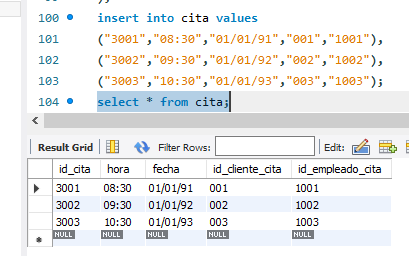 100 insert into cita values
101 ("3001","08:30","01/01/91","001","1001"),
102 ("3002","09:30","01/01/92","002","1002"),
103 ("3003","10:30","01/01/93","003","1003");
104 select * from cita;
Result Grid Filter Rows: Edit:
id_cita hora fecha id_cliente_cita id_empleado_cita
3001 08:30 01/01/91 001 1001
3002 09:30 01/01/92 002 1002
3003 10:30 01/01/93 003 1003
NULL NULL NULL NULL NULL